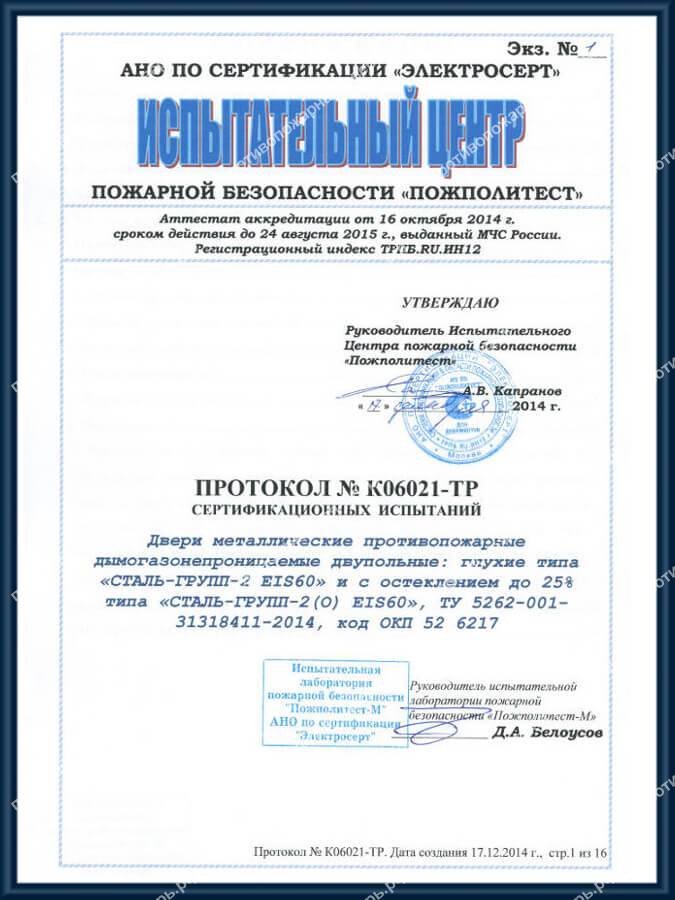 Экз. № 1
АНО ПО СЕРТИФИКАЦИИ «ЭЛЕКТРОСЕРТ»
ИСПЫТАТЕЛЬНЫЙ ЦЕНТР
ПОЖАРНОЙ БЕЗОПАСНОСТИ «ПОЖПОЛИТЕСТ»
Аттестат аккредитации от 16 октября 2014 г.
сроком действия до 24 августа 2015 г., выданный МЧС России.
Регистрационный индекс ТРПБ.RU.ИН12
УТВЕРЖДАЮ
Руководитель Испытательного
Центра пожарной безопасности
«Пожполитест»
А.В. Капранов
« 17 » декабря 2014 г.
ПРОТОКОЛ № К06021-ТР
СЕРТИФИКАЦИОННЫХ ИСПЫТАНИЙ
Двери металлические противопожарные
дымогазонепроницаемые двупольные: глухие типа
«СТАЛЬ-ГРУПП-2 EIS60» и с остеклением до 25%
типа «СТАЛЬ-ГРУПП-2(О) EIS60», ТУ 5262-001-
31318411-2014, код ОКП 52 6217
Испытательная
лаборатория
пожарной безопасности
"Пожполитест-М"
АНО по сертификации
"Электросерт"
Руководитель испытательной
лаборатории пожарной
безопасности «Пожполитест-М»
Д.А. Белоусов
Протокол № К06021-ТР. Дата создания 17.12.2014 г., стр.1 из 16